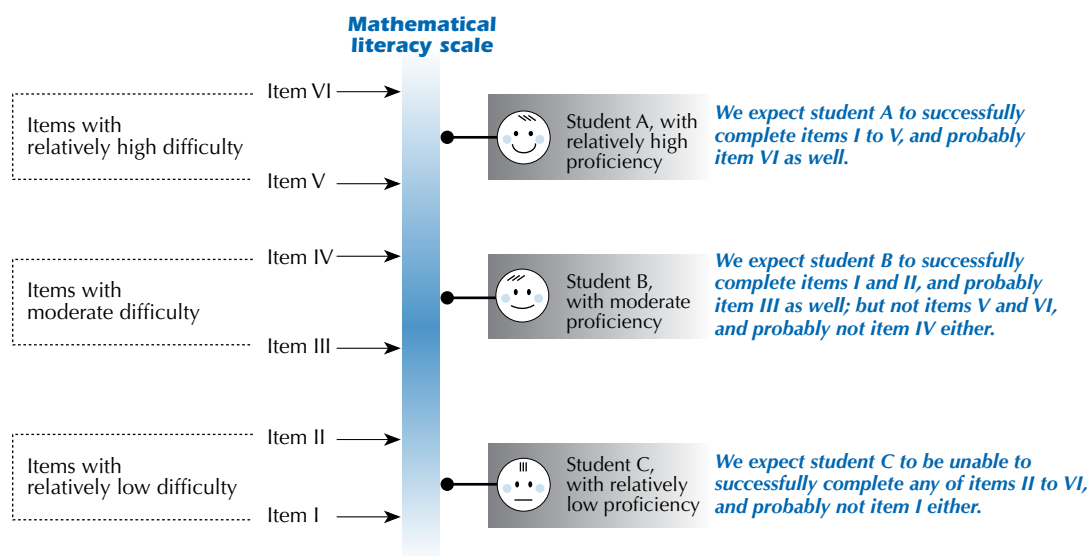 Mathematical
literacy scale
Item VI
Items with
relatively high difficulty
Item V
Student A, with
relatively high
proficiency
We expect student A to successfully
complete items I to V, and probably
item VI as well.
Item IV
Items with
moderate difficulty
Item III
Student B,
with moderate
proficiency
We expect student B to successfully
complete items I and II, and probably
item III as well; but not items V and VI,
and probably not item IV either.
Item II
Items with
relatively low difficulty
Item I
Student C,
with relatively
low proficiency
We expect student C to be unable to
successfully complete any of items II to VI,
and probably not item I either.